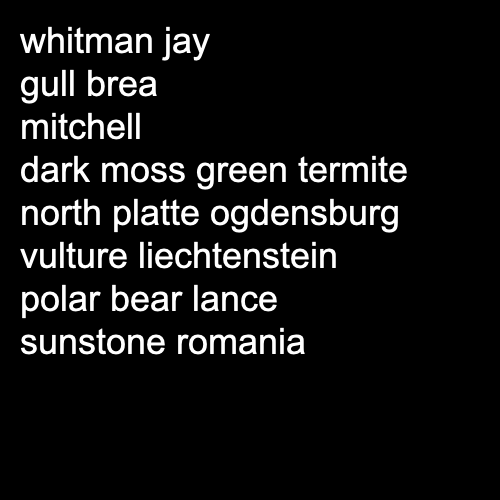 whitman jay
gull brea
mitchell
dark moss green termite
north platte ogdensburg
vulture liechtenstein
polar bear lance
sunstone romania